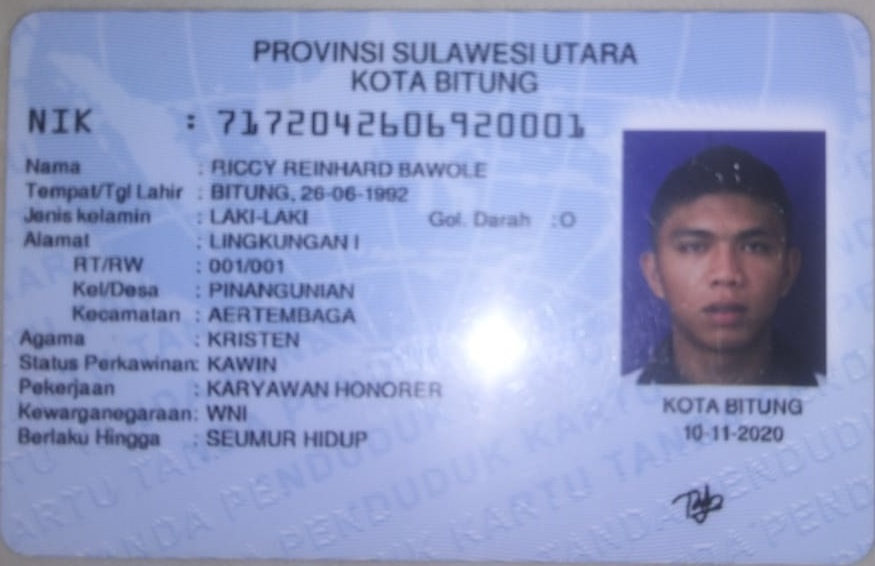 PROVINSI SULAWESI UTARA
KOTA BITUNG
NIK : 7172042606920001
Nama : RICCY REINHARD BAWOLE
Tempat/Tgl Lahir : BITUNG, 26-06-1992
Jenis kelamin : LAKI-LAKI Gol. Darah : O
Alamat : LINGKUNGAN I
RT/RW : 001/001
Kel/Desa : PINANGUNIAN
Kecamatan : AERTEMBAGA
Agama : KRISTEN
Status Perkawinan: KAWIN
Pekerjaan : KARYAWAN HONORER
Kewarganegaraan: WNI
Berlaku Hingga : SEUMUR HIDUP
KOTA BITUNG
10-11-2020
KARTU TANDA PENDUDUK KARTU TANDA PENDUDUK